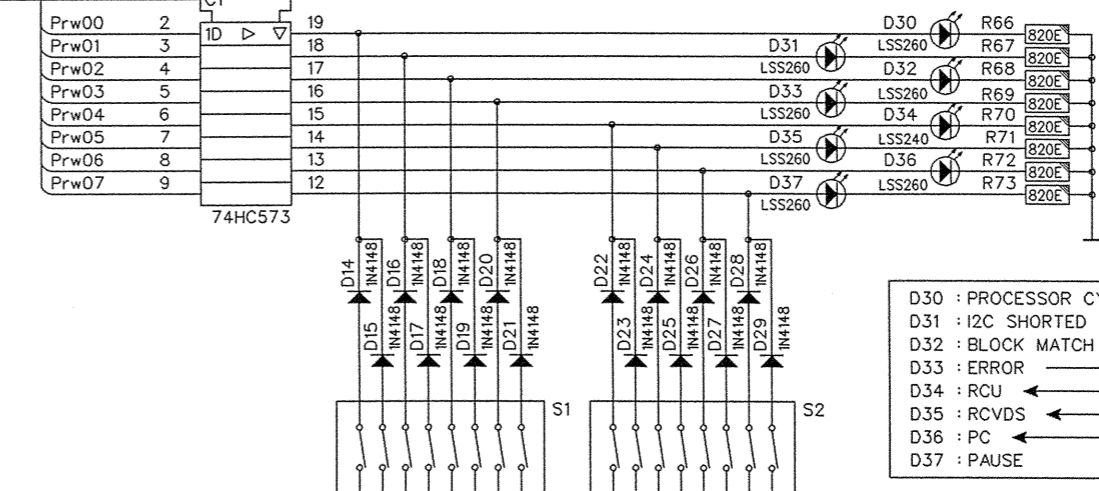 C1
Prw00 2 1D 19 D30 R66 820E
Prw01 3 18 D31 LSS260 R67 820E
Prw02 4 17 LSS260 D32 R68 820E
Prw03 5 16 D33 LSS260 R69 820E
Prw04 6 15 LSS260 D34 R70 820E
Prw05 7 14 D35 LSS240 R71 820E
Prw06 8 13 LSS260 D36 R72 820E
Prw07 9 12 D37 LSS260 R73 820E
74HC573 LSS260
D14 1N4148 D16 1N4148 D18 1N4148 D20 1N4148 D22 1N4148 D24 1N4148 D26 1N4148 D28 1N4148
D15 1N4148 D17 1N4148 D19 1N4148 D21 1N4148 D23 1N4148 D25 1N4148 D27 1N4148 D29 1N4148
S1 S2
D30 : PROCESSOR CY
D31 : I2C SHORTED
D32 : BLOCK MATCH
D33 : ERROR
D34 : RCU
D35 : RCVDS
D36 : PC
D37 : PAUSE